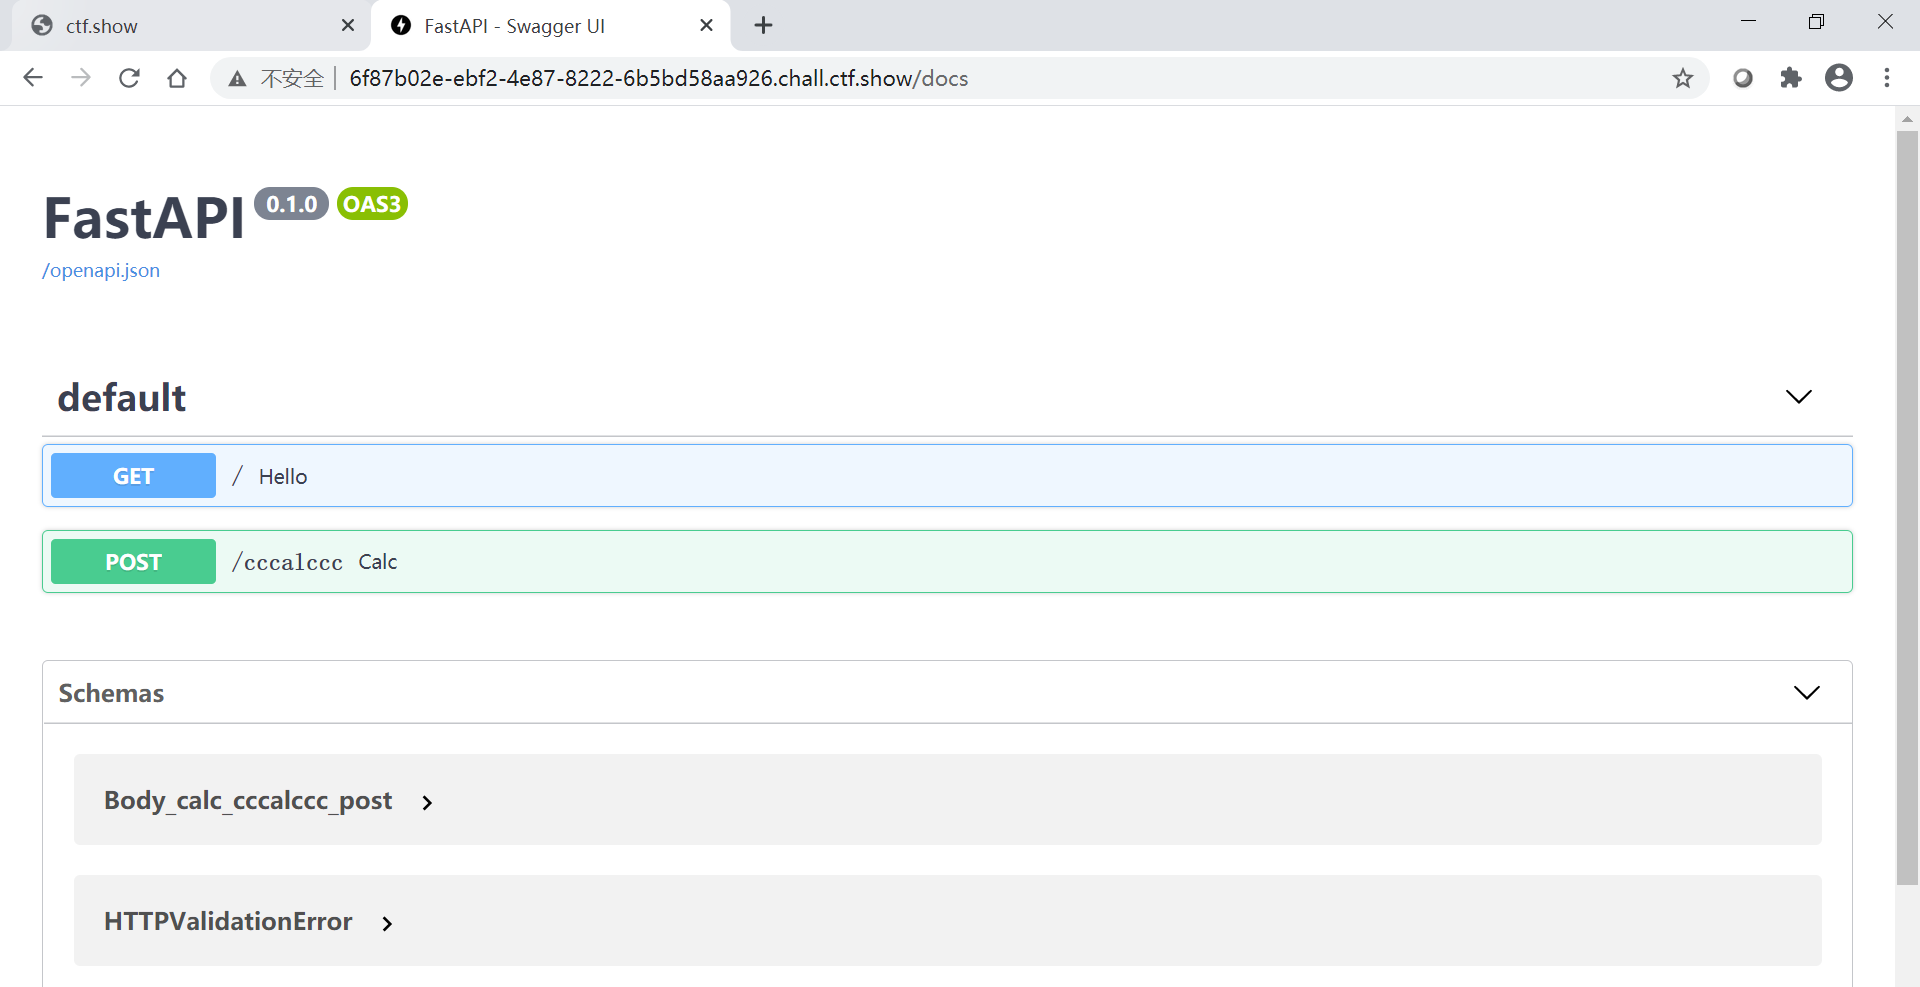 ctf.show
FastAPI - Swagger UI
不安全 6f87b02e-ebf2-4e87-8222-6b5bd58aa926.chall.ctf.show/docs
FastAPI 0.1.0 OAS3
/openapi.json
default
GET / Hello
POST /cccalccc Calc
Schemas
Body_calc_cccalccc_post
HTTPValidationError